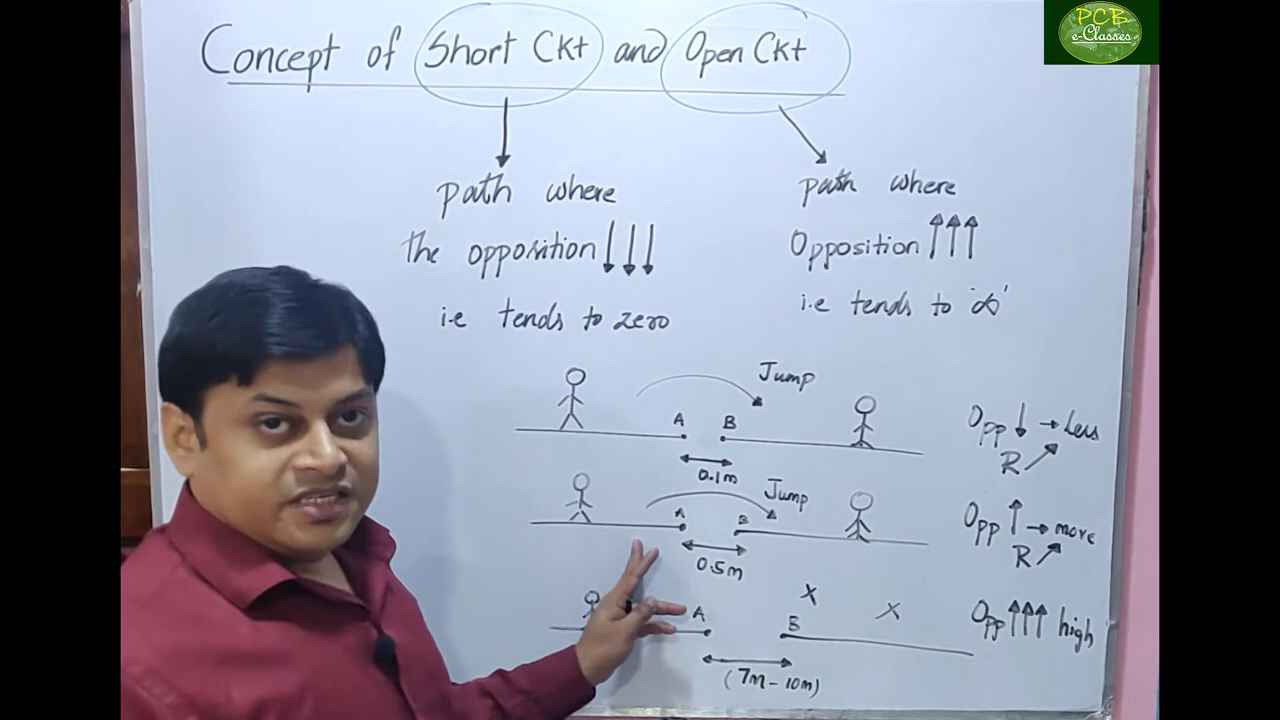 PCB
e-Classes
Concept of Short Ckt and Open Ckt
path where
the opposition ↓↓↓
i.e tends to zero
path where
Opposition ↑↑↑
i.e tends to '∞'
Jump
A B
0.1m
Opp ↓ → Less
R
Jump
A B
0.5m
Opp ↑ → more
R
A B
x x
(7m - 10m)
Opp ↑↑↑ high